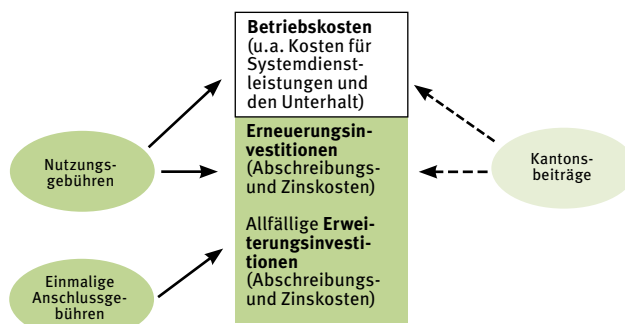 Betriebskosten
(u.a. Kosten für
Systemdienst-
leistungen und
den Unterhalt)
Erneuerungsin-
vestitionen
(Abschreibungs-
und Zinskosten)
Allfällige Erwei-
terungsinvesti-
tionen
(Abschreibungs-
und Zinskosten)
Nutzungs-
gebühren
Einmalige
Anschlussge-
bühren
Kantons-
beiträge